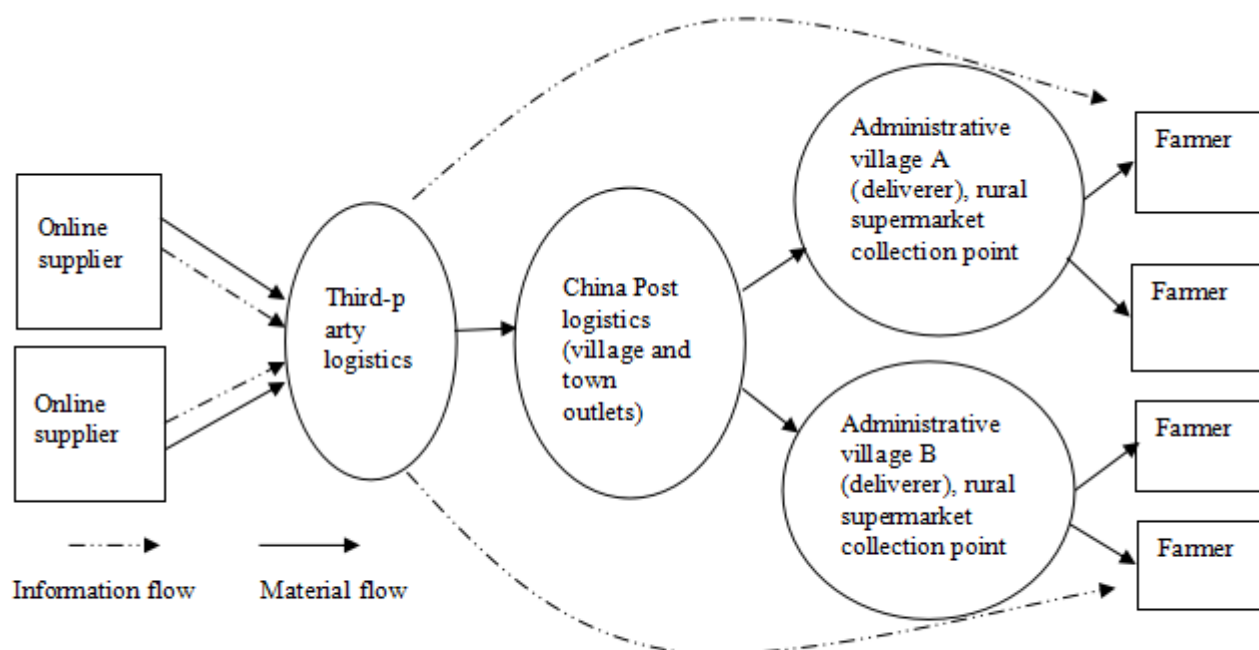 Online
supplier
Online
supplier
Third-p
arty
logistics
China Post
logistics
(village and
town
outlets)
Administrative
village A
(deliverer), rural
supermarket
collection point
Administrative
village B
(deliverer), rural
supermarket
collection point
Farmer
Farmer
Farmer
Farmer
Information flow
Material flow